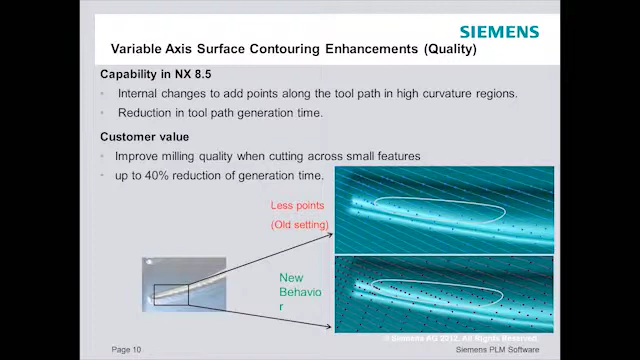 SIEMENS
Variable Axis Surface Contouring Enhancements (Quality)
Capability in NX 8.5
• Internal changes to add points along the tool path in high curvature regions.
• Reduction in tool path generation time.
Customer value
• Improve milling quality when cutting across small features
• up to 40% reduction of generation time.
Less points
(Old setting)
New
Behavio
r
© Siemens AG 2012. All Rights Reserved.
Page 10
Siemens PLM Software